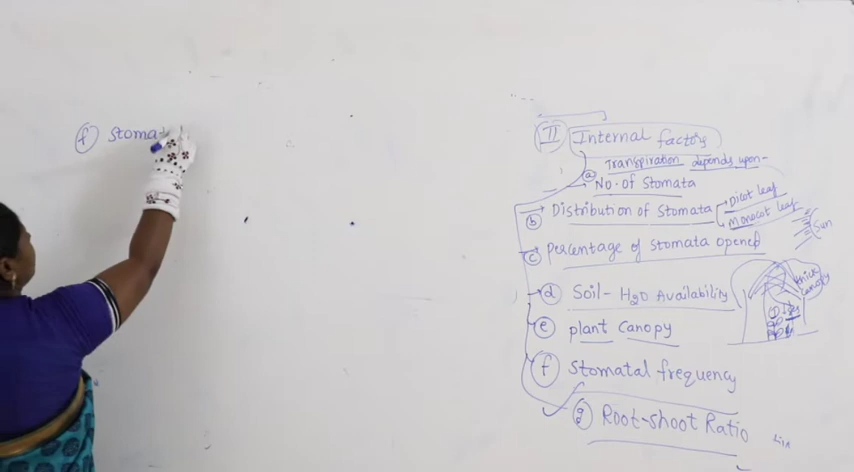 f Stomat
II Internal factors
Transpiration depends upon-
a No. of Stomata
b Distribution of Stomata Dicot leaf
Monocot leaf
Sun
c Percentage of Stomata opened
d Soil- H2O Availability
thick canopy
e plant Canopy
f Stomatal frequency
g Root-Shoot Ratio